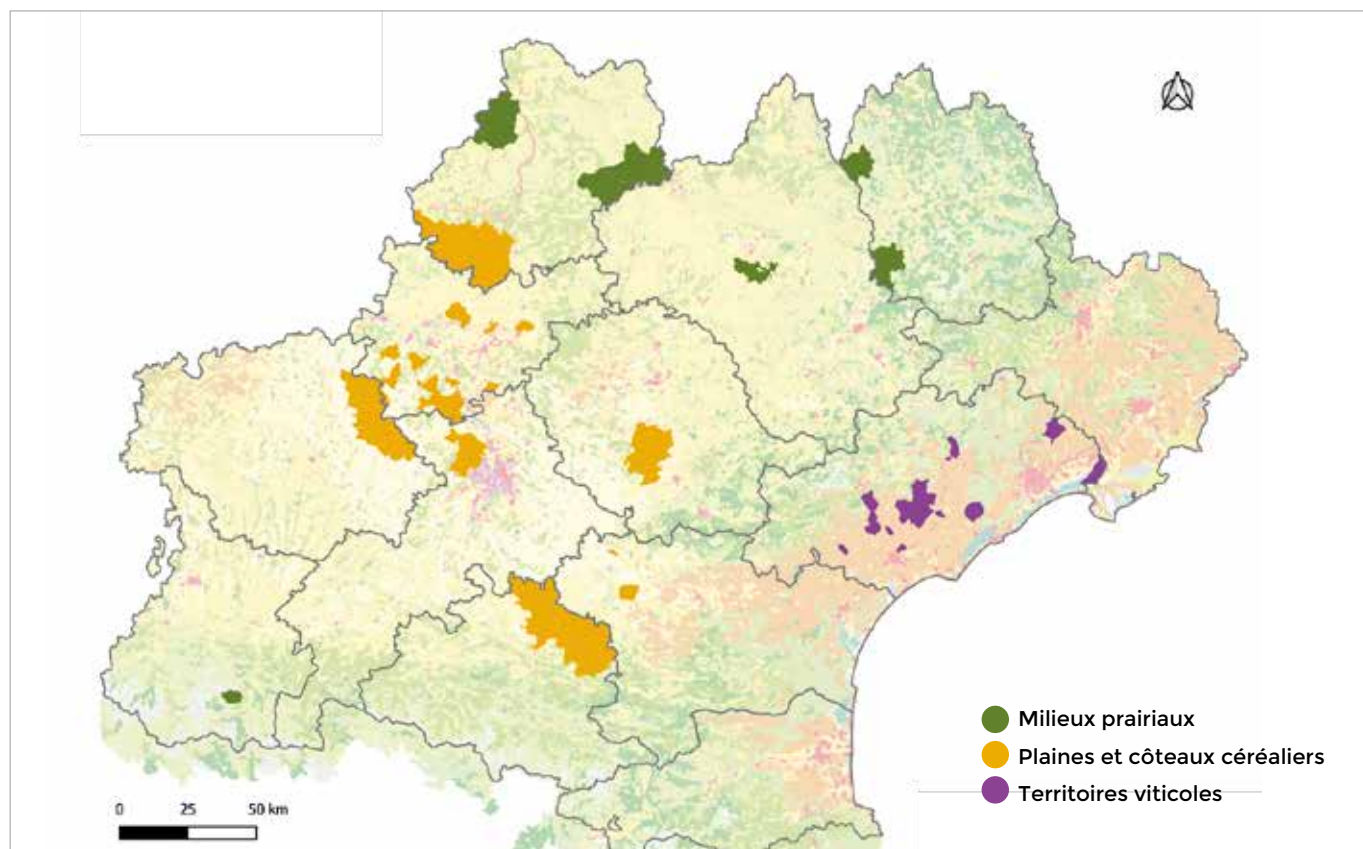 Milieux prairiaux
Plaines et côteaux céréaliers
Territoires viticoles
0 25 50 km